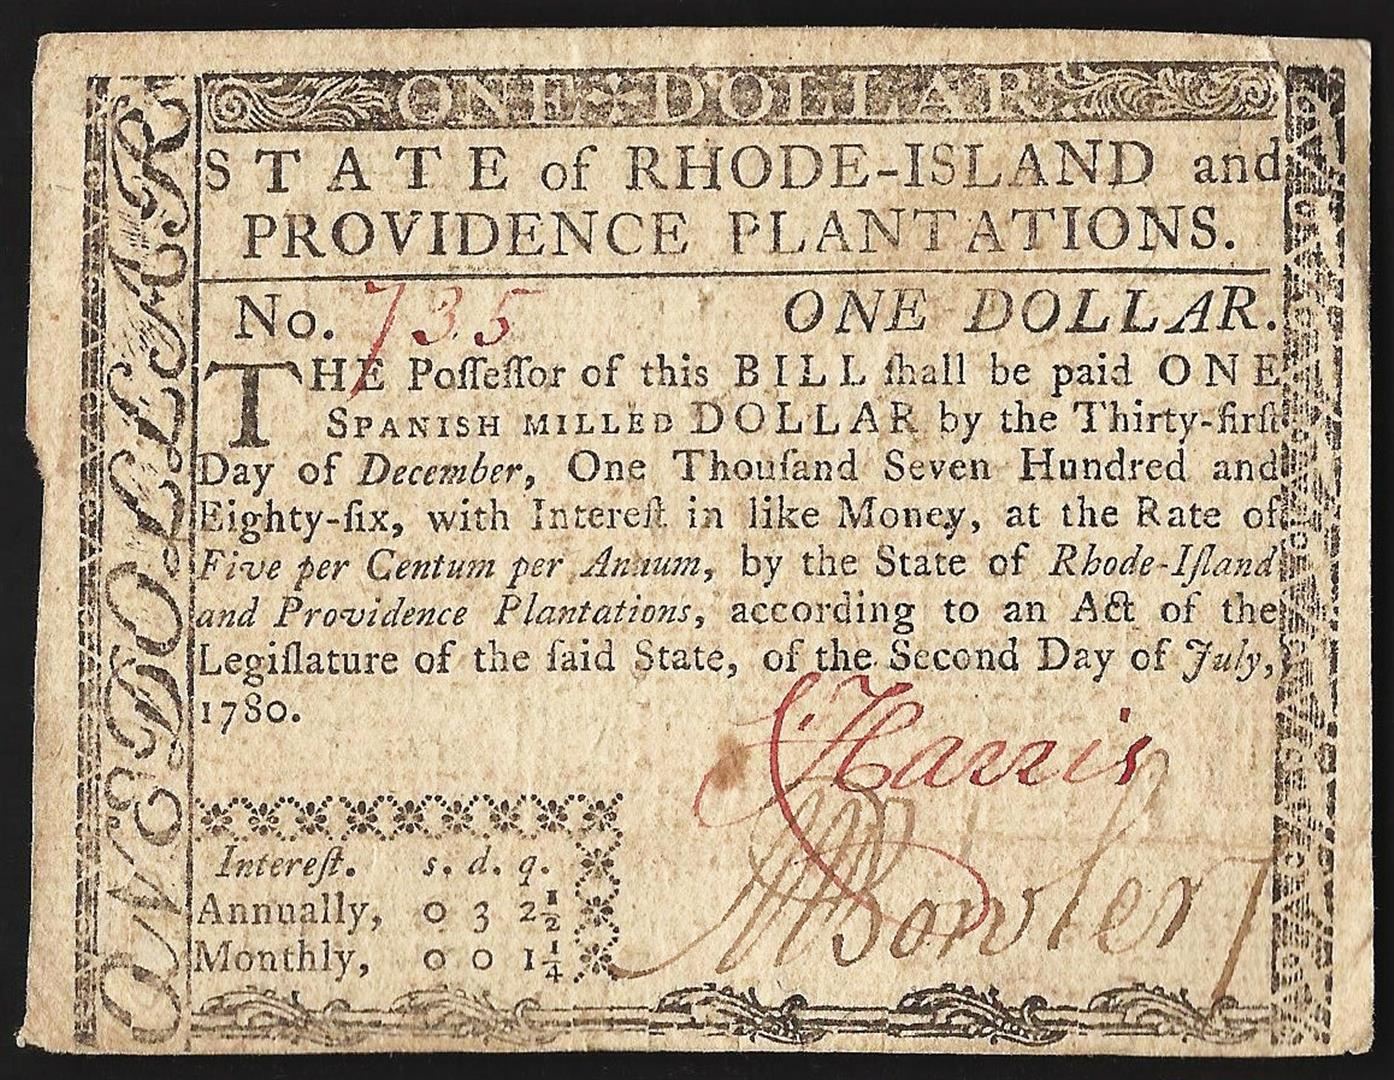 ONE DOLLAR
ONE DOLLAR
STATE of RHODE-ISLAND and
PROVIDENCE PLANTATIONS.
No. 735 ONE DOLLAR.
THE Poſſeſſor of this BILL ſhall be paid ONE
SPANISH MILLED DOLLAR by the Thirty-firſt
Day of December, One Thouſand Seven Hundred and
Eighty-ſix, with Intereſt in like Money, at the Rate of
Five per Centum per Annum, by the State of Rhode-Iſland
and Providence Plantations, according to an Act of the
Legiſlature of the ſaid State, of the Second Day of July,
1780.
Harris
Bowler
Intereſt. s. d. q.
Annually, 0 3 2½
Monthly, 0 0 1¼